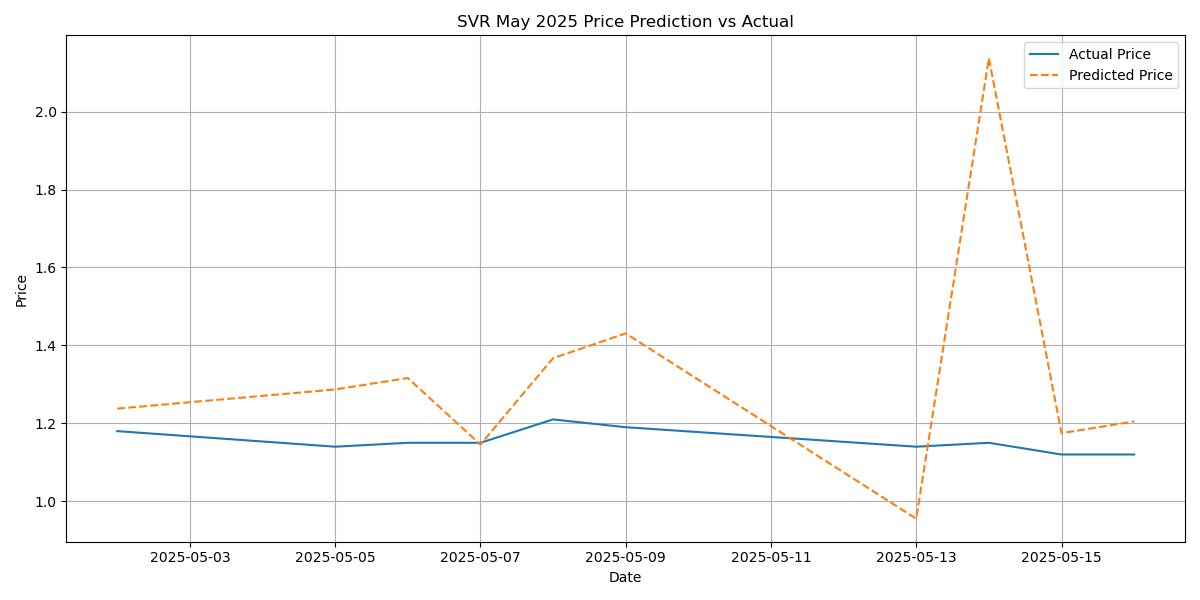 SVR May 2025 Price Prediction vs Actual
Actual Price
Predicted Price
Price
2.0
1.8
1.6
1.4
1.2
1.0
2025-05-03 2025-05-05 2025-05-07 2025-05-09 2025-05-11 2025-05-13 2025-05-15
Date